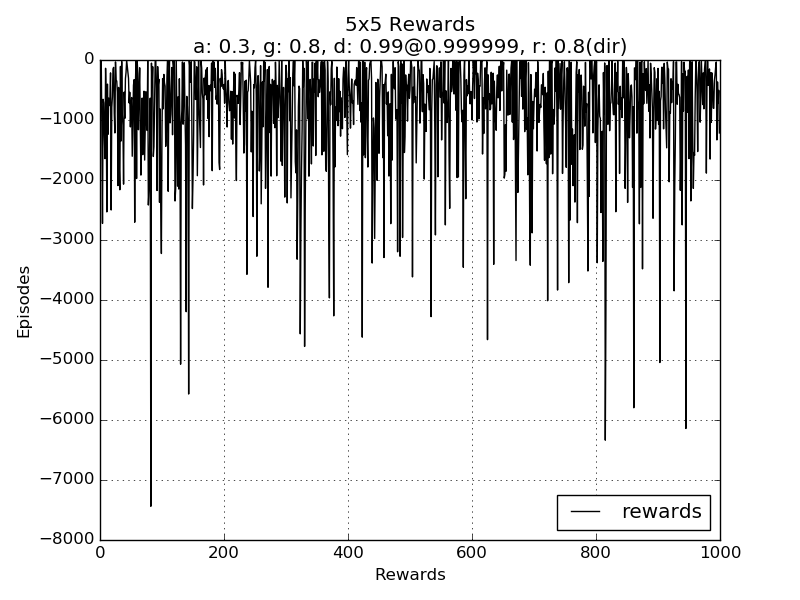 5x5 Rewards
a: 0.3, g: 0.8, d: 0.99@0.999999, r: 0.8(dir)
0
−1000
−2000
−3000
−4000
−5000
−6000
−7000
−8000
Episodes
rewards
0 200 400 600 800 1000
Rewards